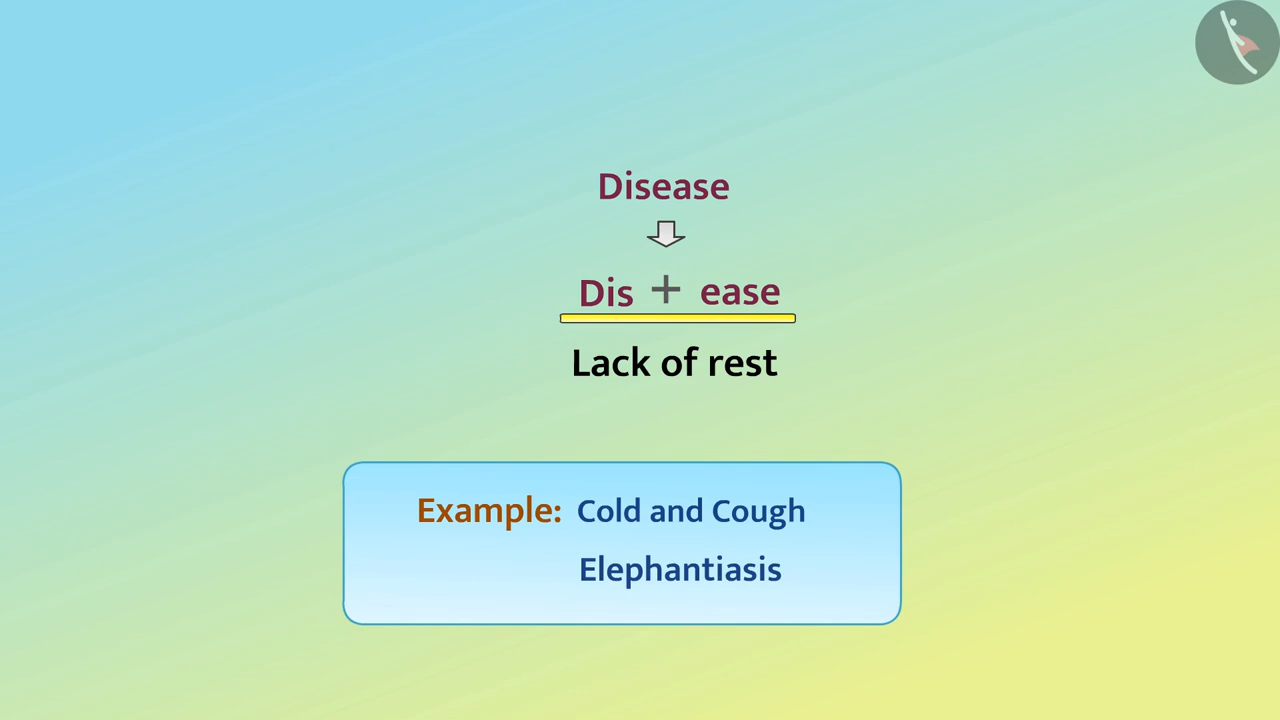 Disease
Dis + ease
Lack of rest
Example: Cold and Cough
Elephantiasis